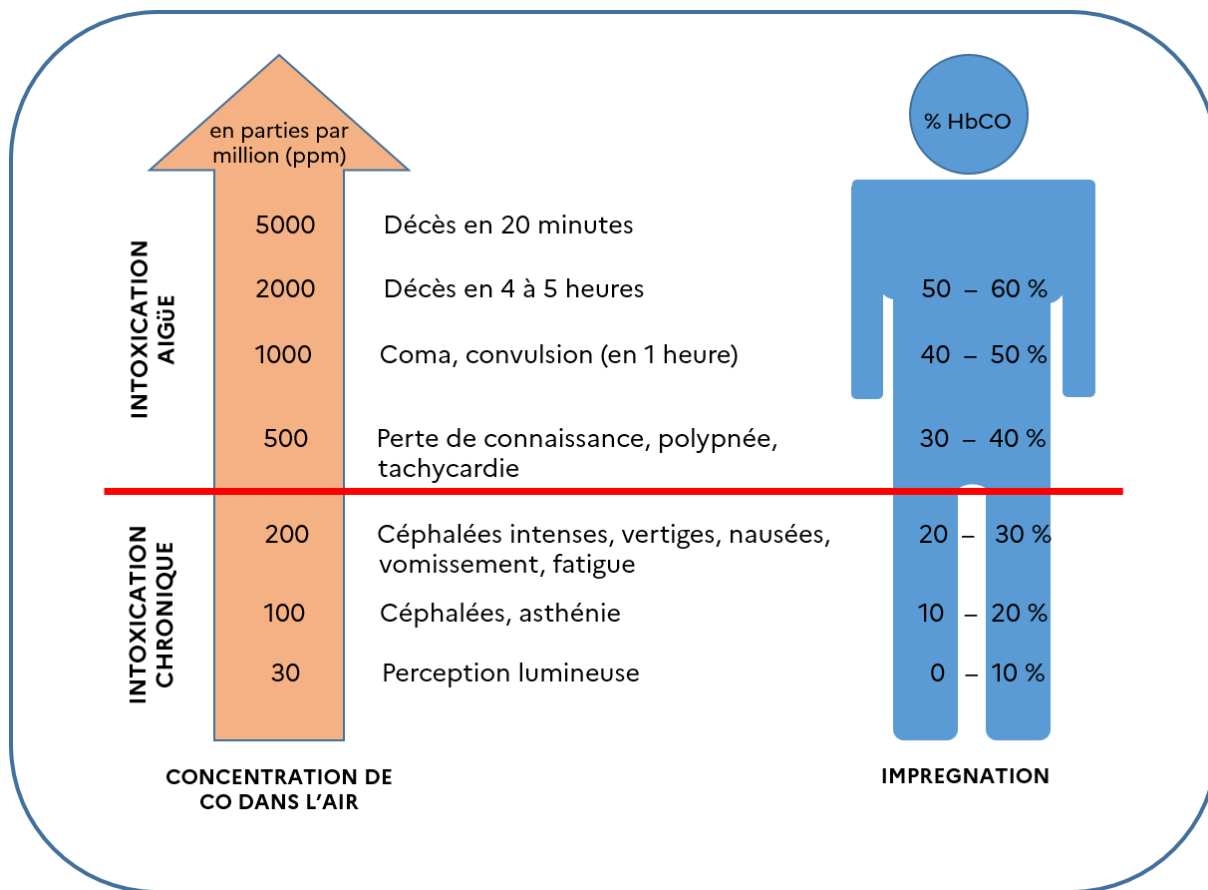 en parties par
million (ppm)
% HbCO
INTOXICATION
AIGÜE
5000
Décès en 20 minutes
2000
Décès en 4 à 5 heures
50 – 60 %
1000
Coma, convulsion (en 1 heure)
40 – 50 %
500
Perte de connaissance, polypnée,
tachycardie
30 – 40 %
INTOXICATION
CHRONIQUE
200
Céphalées intenses, vertiges, nausées,
vomissement, fatigue
20 – 30 %
100
Céphalées, asthénie
10 – 20 %
30
Perception lumineuse
0 – 10 %
CONCENTRATION DE
CO DANS L’AIR
IMPREGNATION